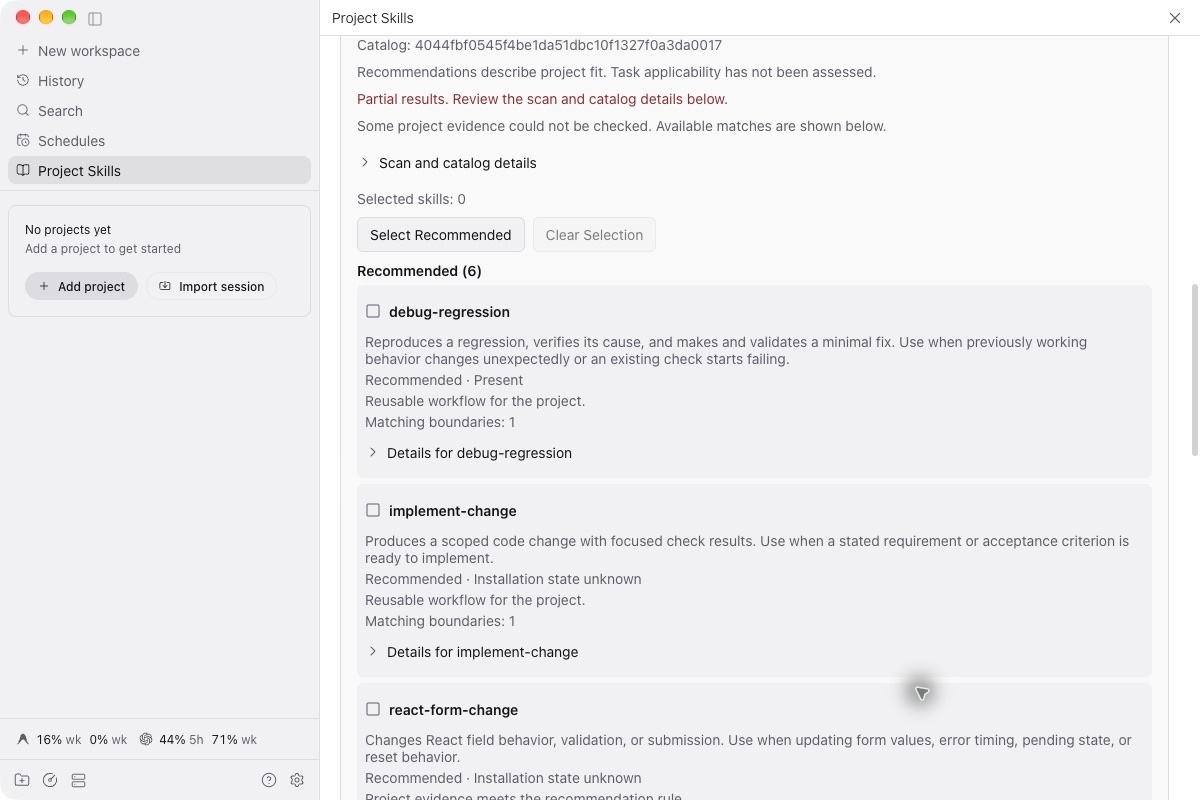 Project Skills
New workspace
History
Search
Schedules
Project Skills
No projects yet
Add a project to get started
Add project
Import session
16% wk 0% wk 44% 5h 71% wk
Catalog: 4044fbf0545f4be1da51dbc10f1327f0a3da0017
Recommendations describe project fit. Task applicability has not been assessed.
Partial results. Review the scan and catalog details below.
Some project evidence could not be checked. Available matches are shown below.
Scan and catalog details
Selected skills: 0
Select Recommended
Clear Selection
Recommended (6)
debug-regression
Reproduces a regression, verifies its cause, and makes and validates a minimal fix. Use when previously working
behavior changes unexpectedly or an existing check starts failing.
Recommended · Present
Reusable workflow for the project.
Matching boundaries: 1
Details for debug-regression
implement-change
Produces a scoped code change with focused check results. Use when a stated requirement or acceptance criterion is
ready to implement.
Recommended · Installation state unknown
Reusable workflow for the project.
Matching boundaries: 1
Details for implement-change
react-form-change
Changes React field behavior, validation, or submission. Use when updating form values, error timing, pending state, or
reset behavior.
Recommended · Installation state unknown
Project evidence meets the recommendation rule.